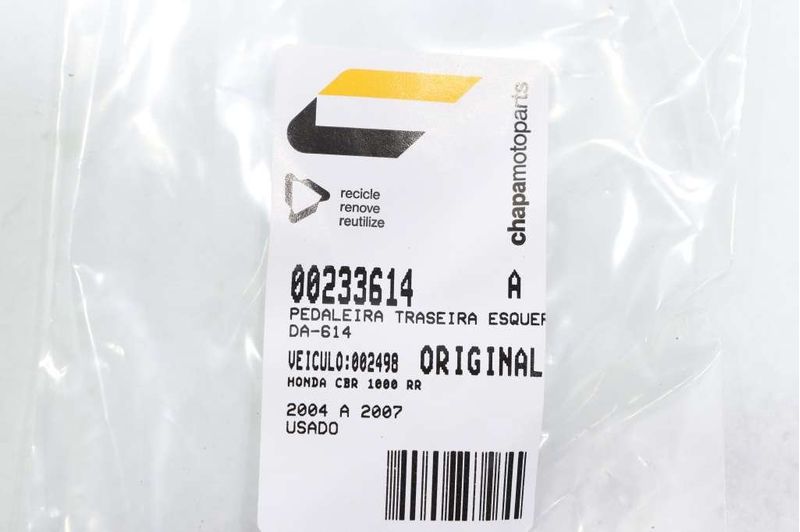 chapamotoparts
recicle
renove
reutilize
00233614 A
PEDALEIRA TRASEIRA ESQUER
DA-614
VEICULO:002498 ORIGINAL
HONDA CBR 1000 RR
2004 A 2007
USADO